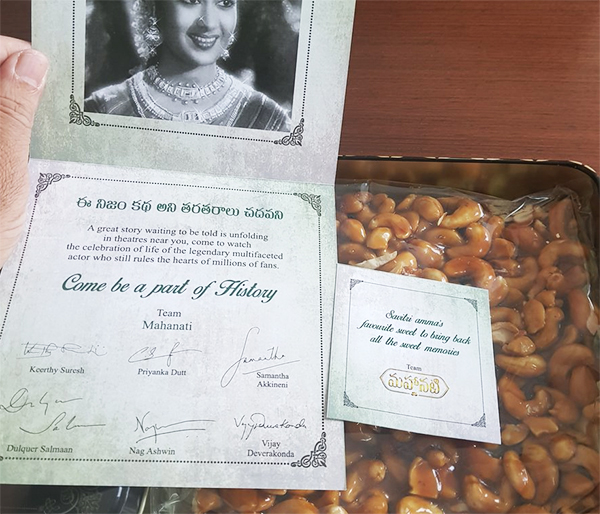 ఈ నిజం కథ అని తరతరాలు చదవని
A great story waiting to be told is unfolding
in theatres near you, come to watch
the celebration of life of the legendary multifaceted
actor who still rules the hearts of millions of fans.
Come be a part of History
Team
Mahanati
Keerthy Suresh
Priyanka Dutt
Samantha
Samantha
Akkineni
Dulquer Salmaan
Nag Ashwin
Vijay
Deverakonda
Savitri amma's
favourite sweet to bring back
all the sweet memories
Team
మహానటి